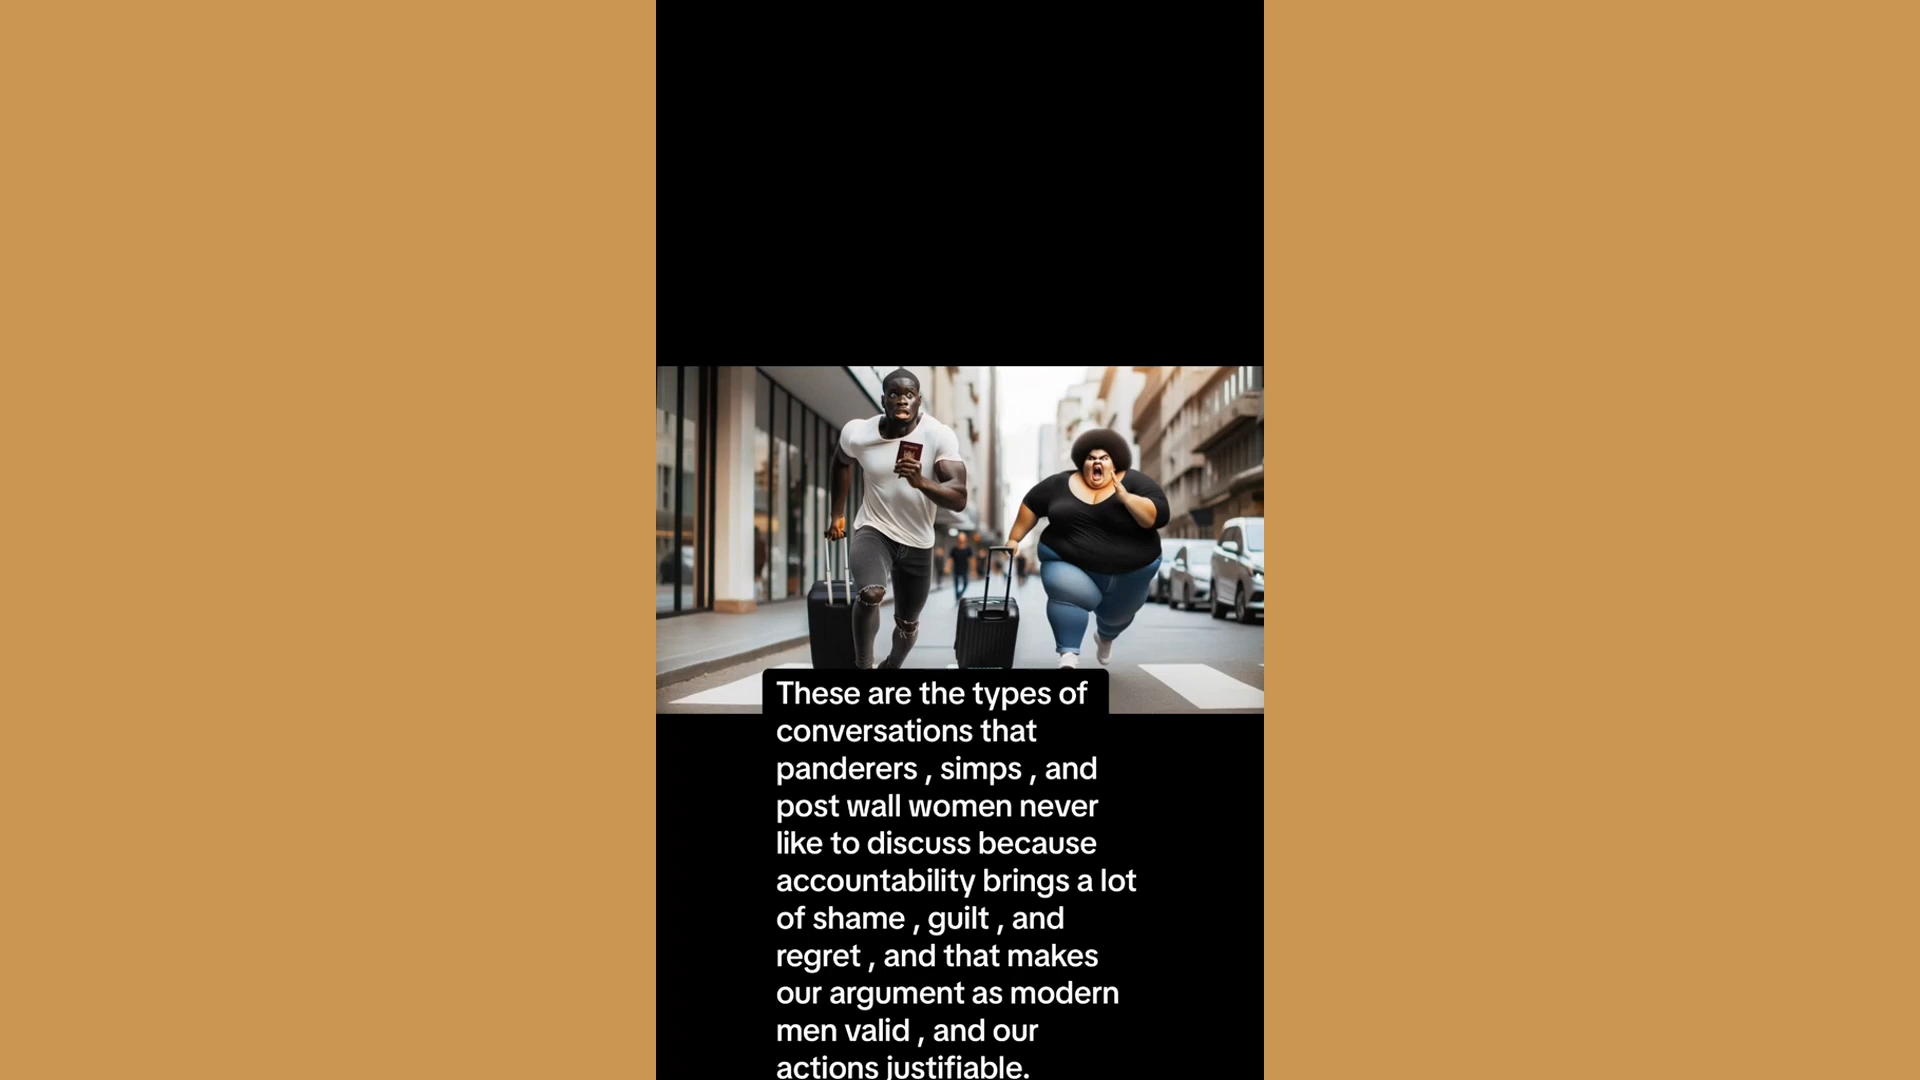 These are the types of
conversations that
panderers , simps , and
post wall women never
like to discuss because
accountability brings a lot
of shame , guilt , and
regret , and that makes
our argument as modern
men valid , and our
actions justifiable.